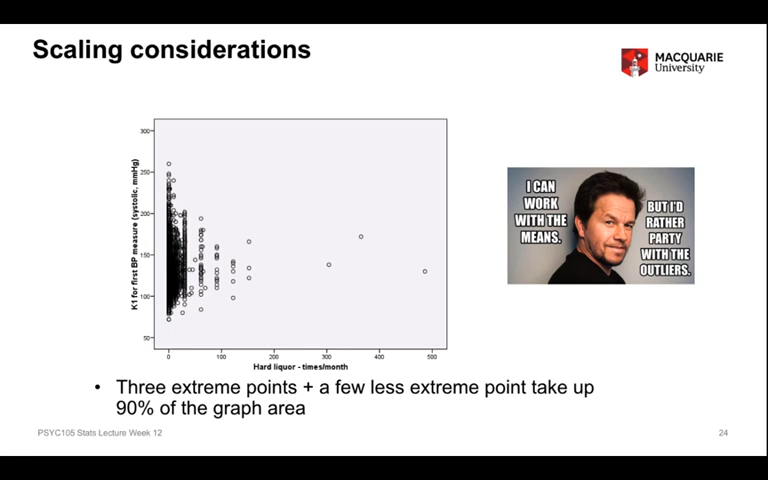 Scaling considerations
MACQUARIE
University
K1 for first BP measure (systolic, mmHg)
300
250
200
150
100
50
0
100
200
300
400
500
Hard liquor - times/month
I CAN
WORK
WITH THE
MEANS.
BUT I'D
RATHER
PARTY
WITH THE
OUTLIERS.
• Three extreme points + a few less extreme point take up
90% of the graph area
PSYC105 Stats Lecture Week 12
24